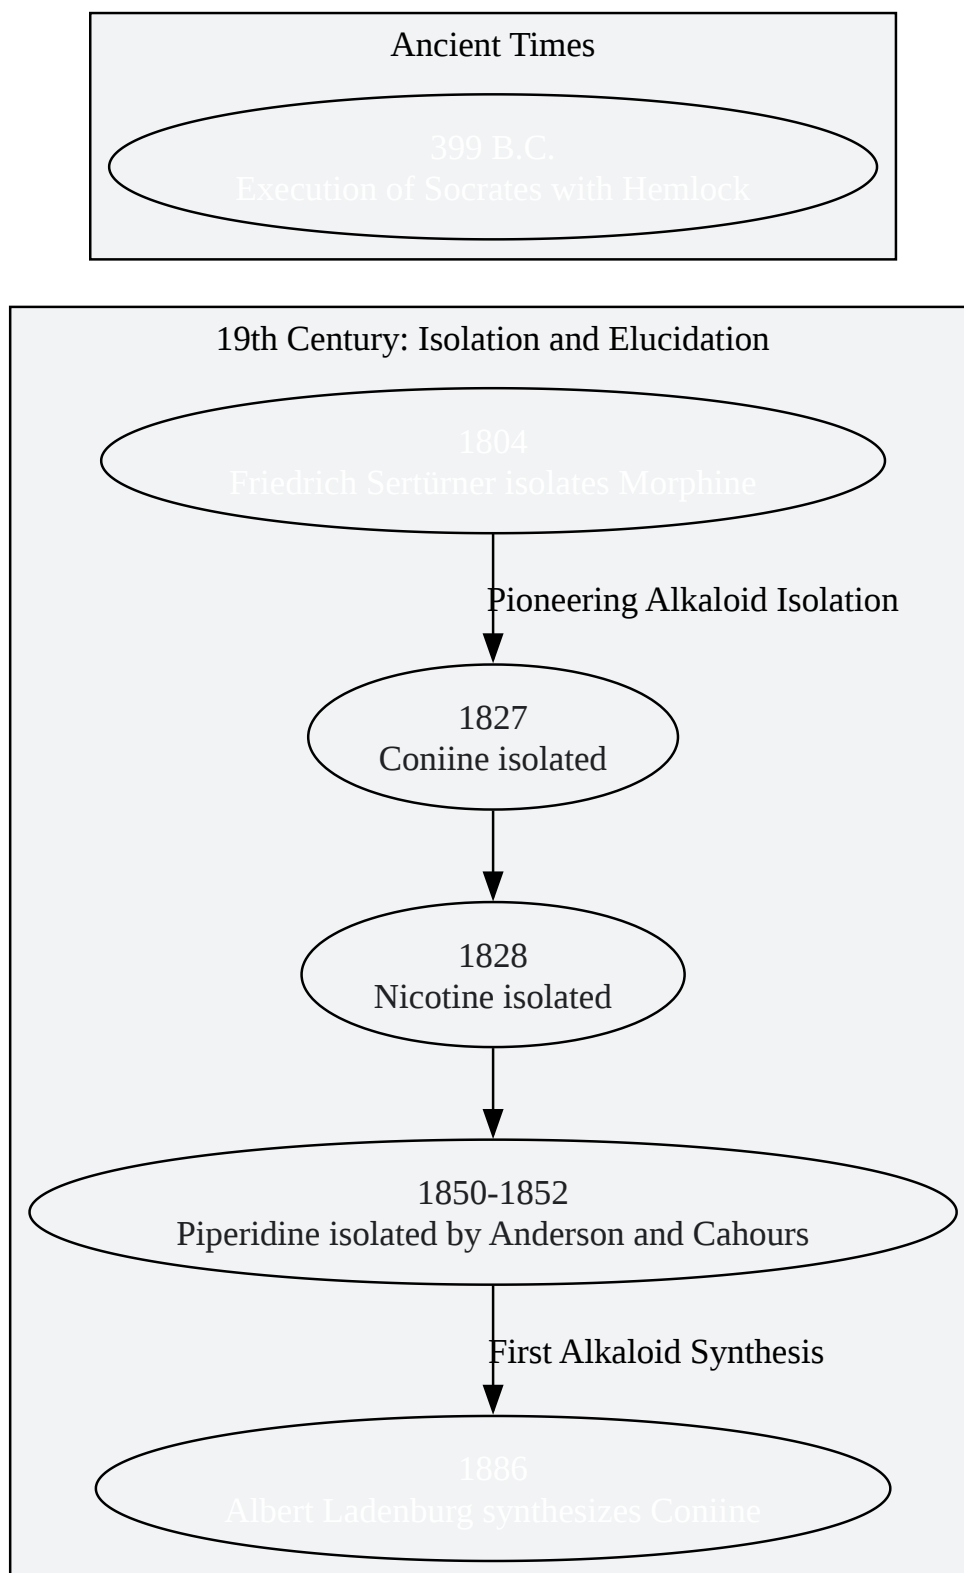 Ancient Times
399 B.C.
Execution of Socrates with Hemlock
19th Century: Isolation and Elucidation
1804
Friedrich Sertürner isolates Morphine
Pioneering Alkaloid Isolation
1827
Coniine isolated
1828
Nicotine isolated
1850-1852
Piperidine isolated by Anderson and Cahours
First Alkaloid Synthesis
1886
Albert Ladenburg synthesizes Coniine